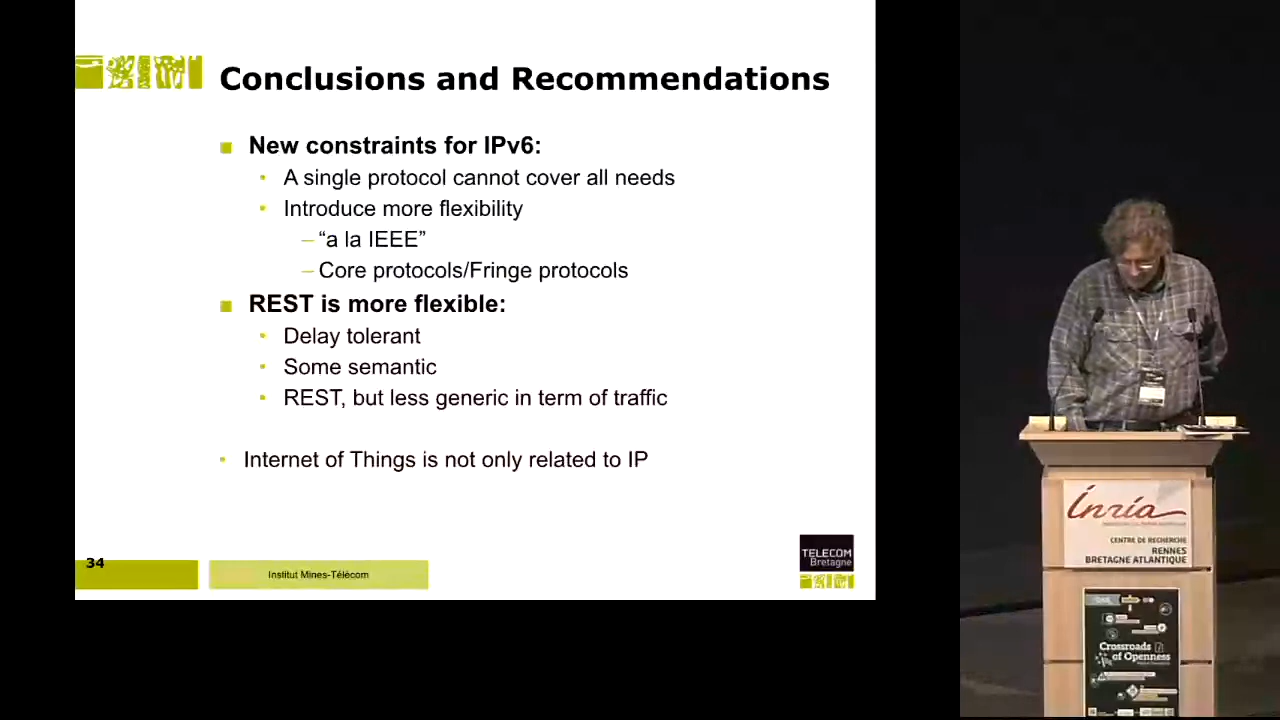 Conclusions and Recommendations
New constraints for IPv6:
A single protocol cannot cover all needs
Introduce more flexibility
– “a la IEEE”
– Core protocols/Fringe protocols
REST is more flexible:
Delay tolerant
Some semantic
REST, but less generic in term of traffic
Internet of Things is not only related to IP
34
Institut Mines-Télécom
TELECOM
Bretagne
Inria
CENTRE DE RECHERCHE
RENNES
BRETAGNE ATLANTIQUE
Crossroads
of Openness